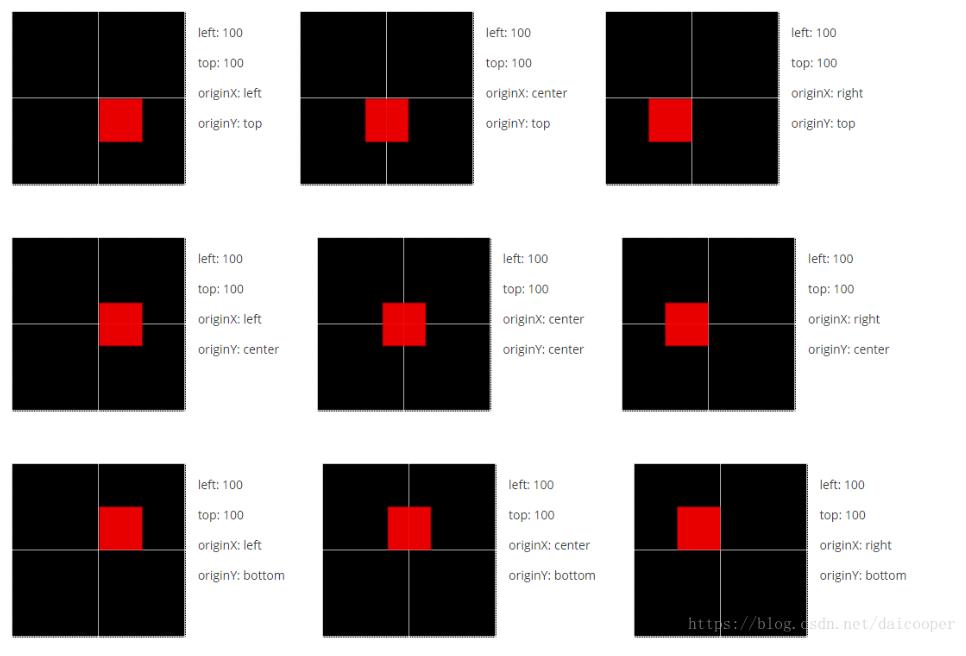 left: 100
top: 100
originX: left
originY: top
left: 100
top: 100
originX: center
originY: top
left: 100
top: 100
originX: right
originY: top
left: 100
top: 100
originX: left
originY: center
left: 100
top: 100
originX: center
originY: center
left: 100
top: 100
originX: right
originY: center
left: 100
top: 100
originX: left
originY: bottom
left: 100
top: 100
originX: center
originY: bottom
left: 100
top: 100
originX: right
originY: bottom
https://blog.csdn.net/daicooper